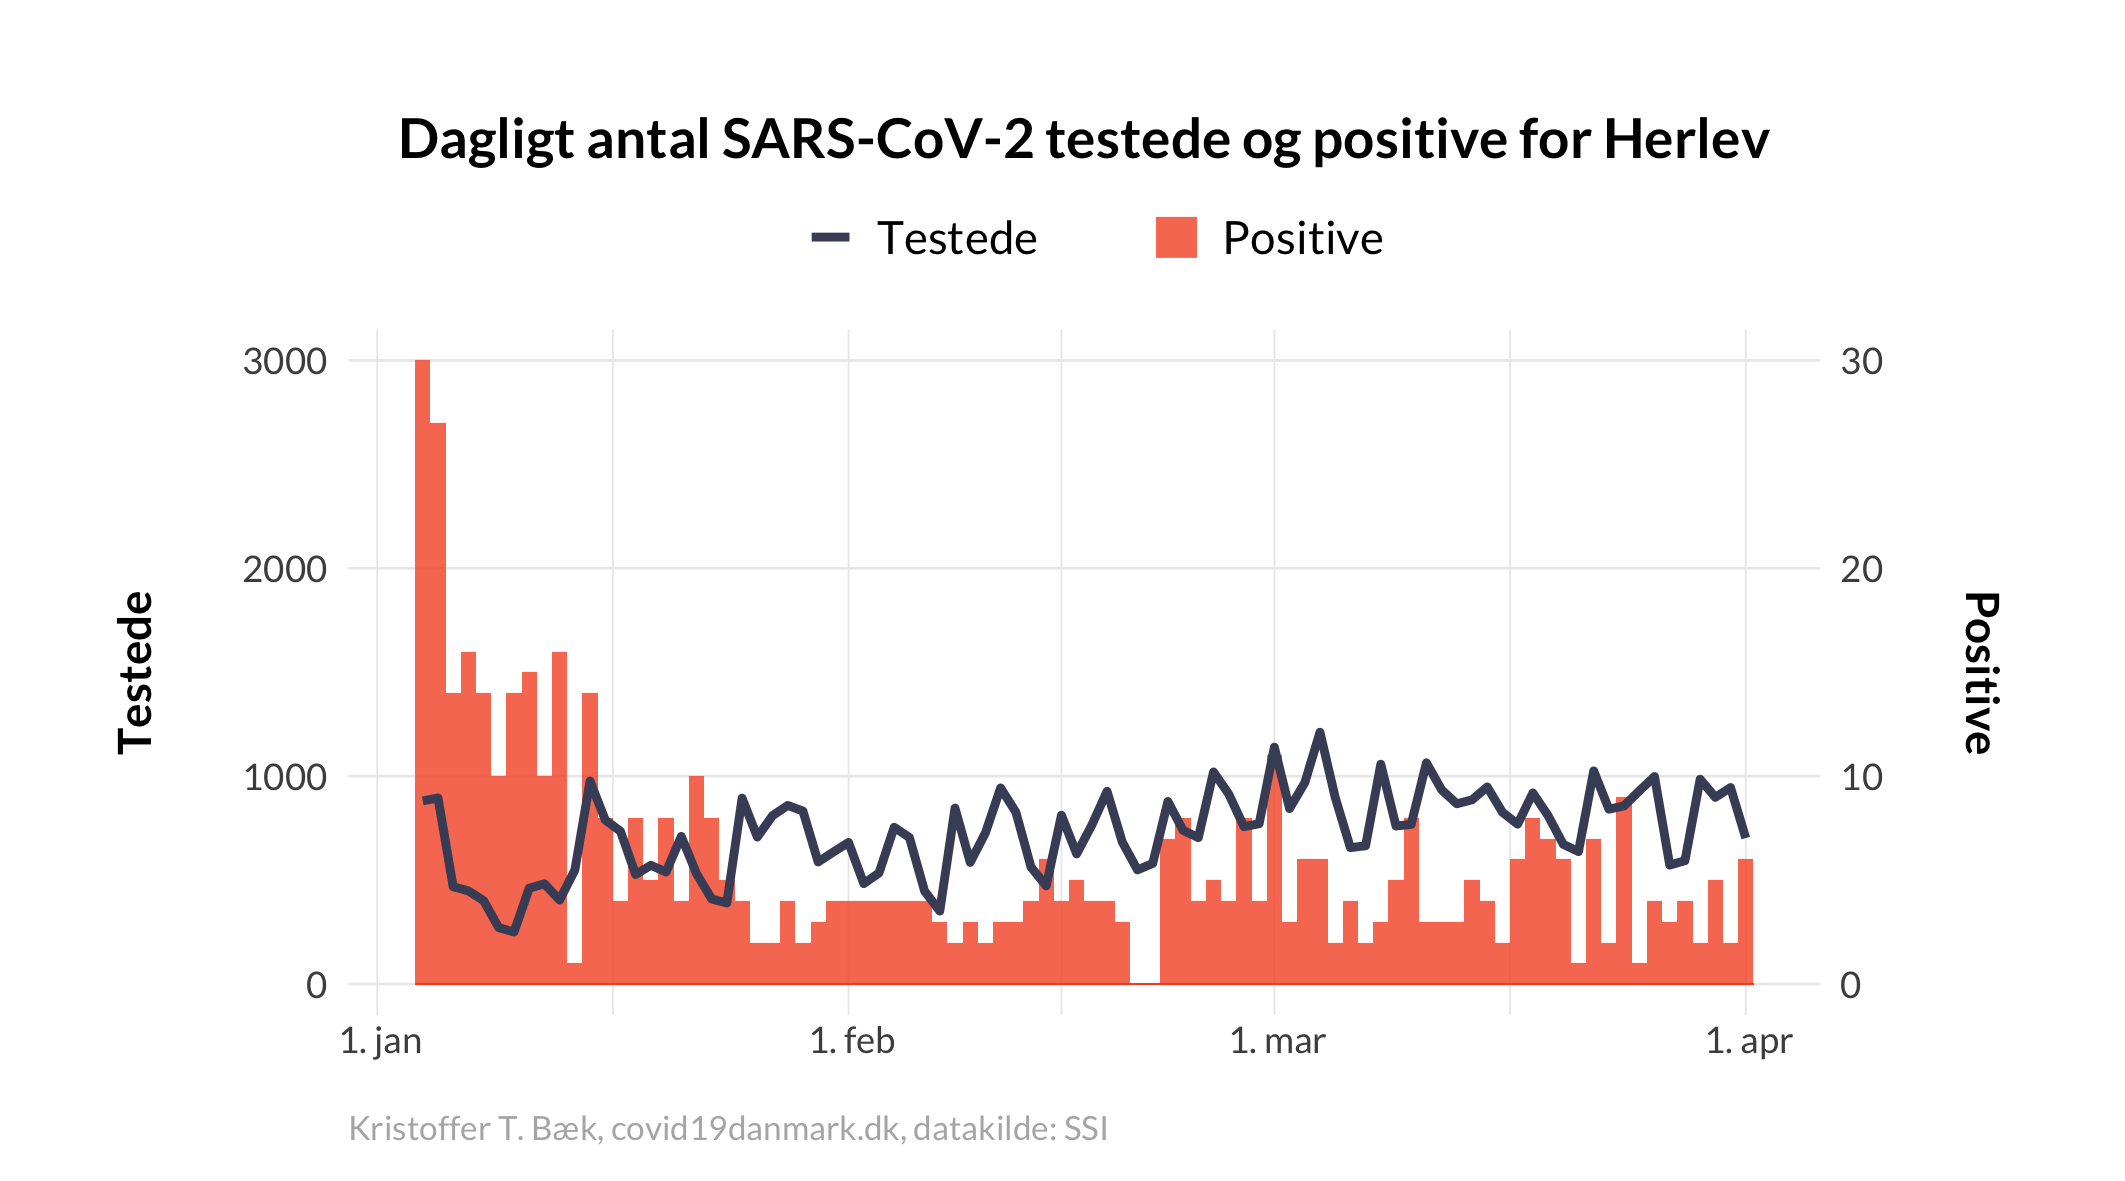 Dagligt antal SARS-CoV-2 testede og positive for Herlev
Testede Positive
3000 30
2000 20
1000 10
0 0
Testede
Positive
1. jan 1. feb 1. mar 1. apr
Kristoffer T. Bæk, covid19danmark.dk, datakilde: SSI